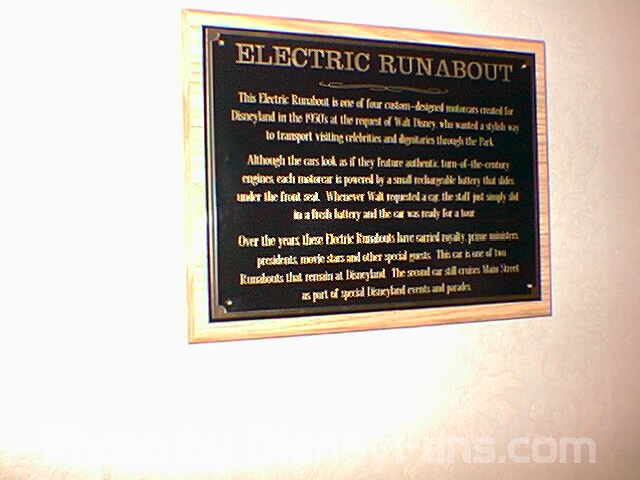 ELECTRIC RUNABOUT
This Electric Runabout is one of four custom-designed motorcars created for
Disneyland in the 1950's at the request of Walt Disney, who wanted a stylish way
to transport visiting celebrities and dignitaries through the Park.
Although the cars look as if they feature authentic turn-of-the-century
engines, each motorcar is powered by a small rechargeable battery that slides
under the front seat. Whenever Walt requested a car, the staff just simply slid
in a fresh battery and the car was ready for a tour.
Over the years, these Electric Runabouts have carried royalty, prime ministers,
presidents, movie stars and other special guests. This car is one of two
Runabouts that remain at Disneyland. The second car still cruises Main Street
as part of special Disneyland events and parades.
Photo by DisneyFans.com